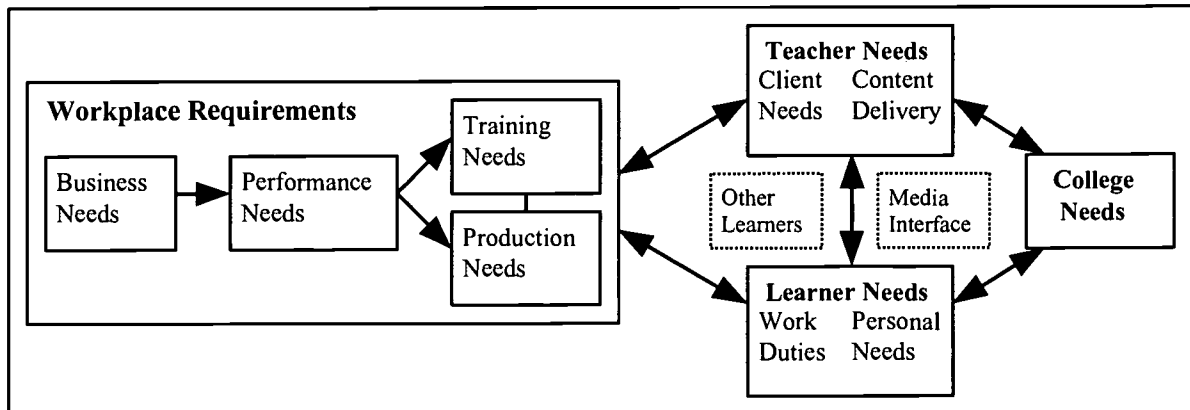 Workplace Requirements
Business
Needs
Performance
Needs
Training
Needs
Production
Needs
Teacher Needs
Client Content
Needs Delivery
Other
Learners
Media
Interface
Learner Needs
Work Personal
Duties Needs
College
Needs